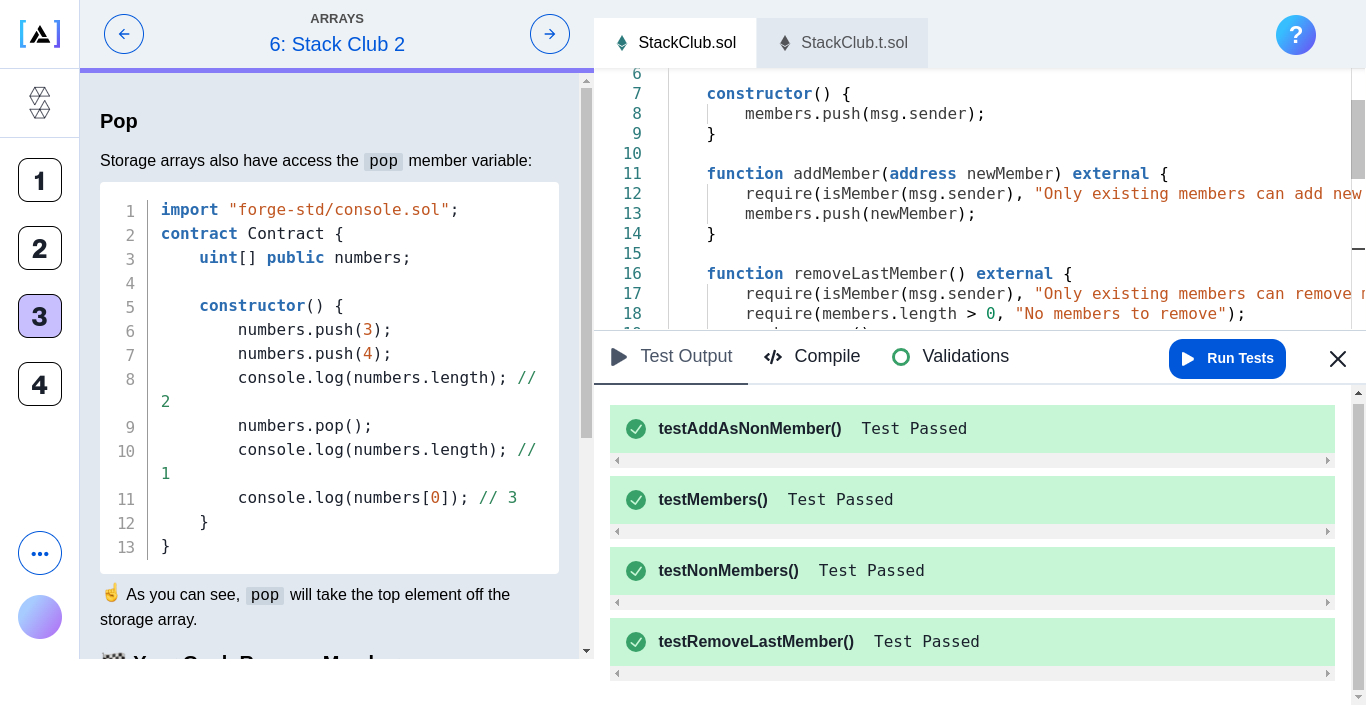 ARRAYS
6: Stack Club 2
1
2
3
4
Pop
Storage arrays also have access the pop member variable:
1 import "forge-std/console.sol";
2 contract Contract {
3 uint[] public numbers;
4
5 constructor() {
6 numbers.push(3);
7 numbers.push(4);
8 console.log(numbers.length); //
2
9 numbers.pop();
10 console.log(numbers.length); //
1
11 console.log(numbers[0]); // 3
12 }
13 }
☝ As you can see, pop will take the top element off the
storage array.
StackClub.sol
StackClub.t.sol
?
6
7 constructor() {
8 members.push(msg.sender);
9 }
10
11 function addMember(address newMember) external {
12 require(isMember(msg.sender), "Only existing members can add new
13 members.push(newMember);
14 }
15
16 function removeLastMember() external {
17 require(isMember(msg.sender), "Only existing members can remove
18 require(members.length > 0, "No members to remove");
Test Output
Compile
Validations
Run Tests
testAddAsNonMember() Test Passed
testMembers() Test Passed
testNonMembers() Test Passed
testRemoveLastMember() Test Passed